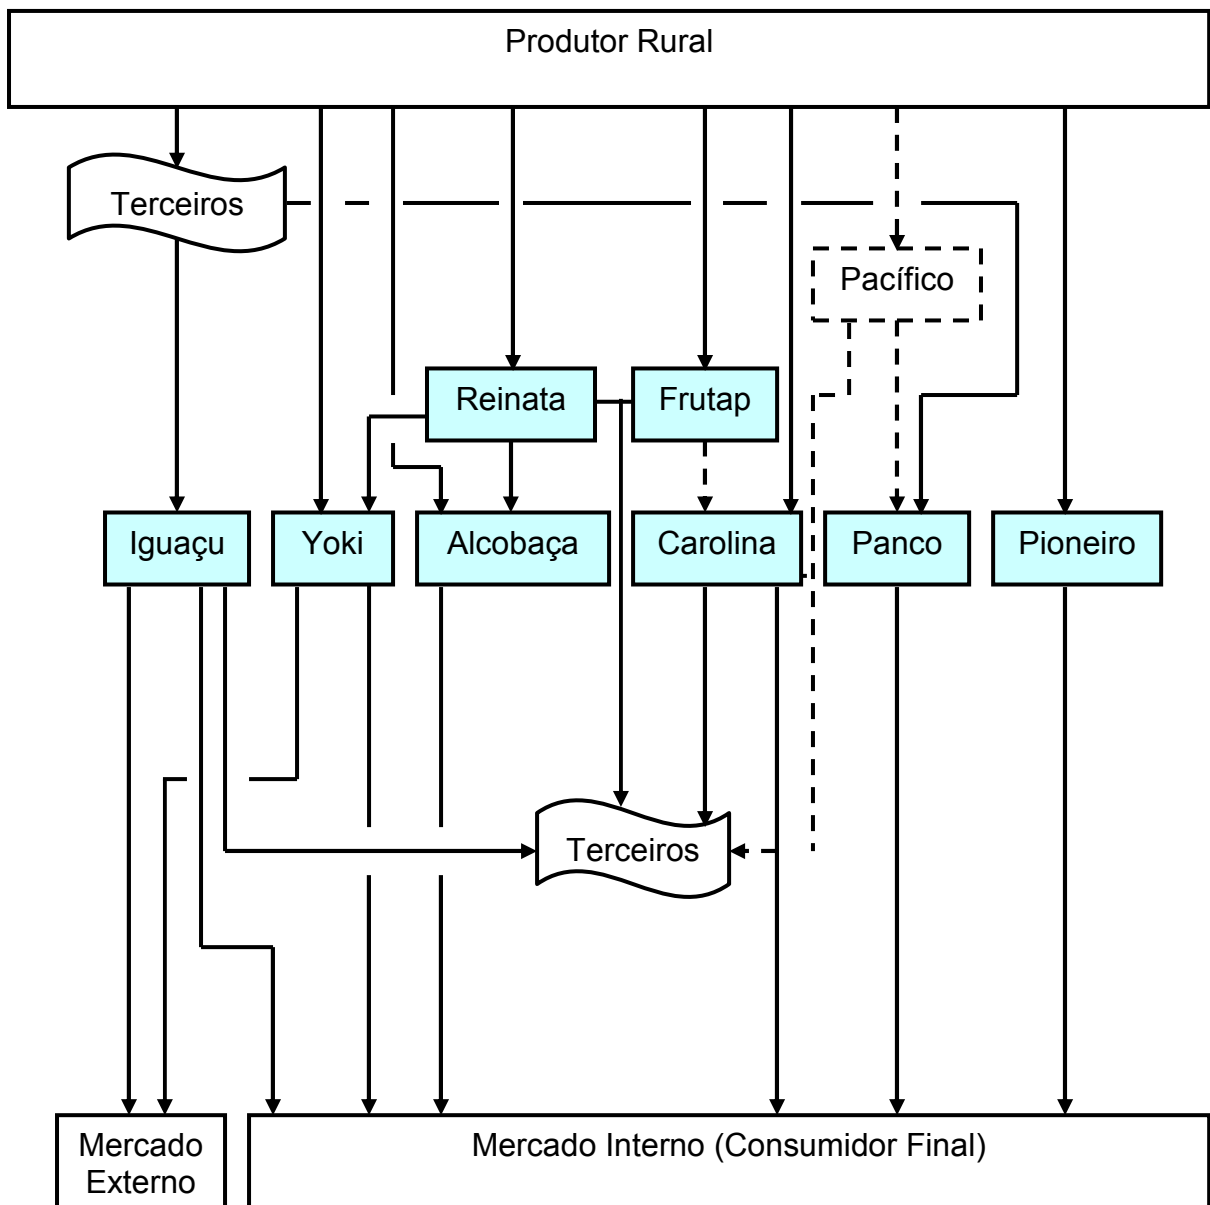 Produtor Rural
Terceiros
Pacífico
Reinata
Frutap
Iguaçu
Yoki
Alcobaça
Carolina
Panco
Pioneiro
Terceiros
Mercado
Externo
Mercado Interno (Consumidor Final)